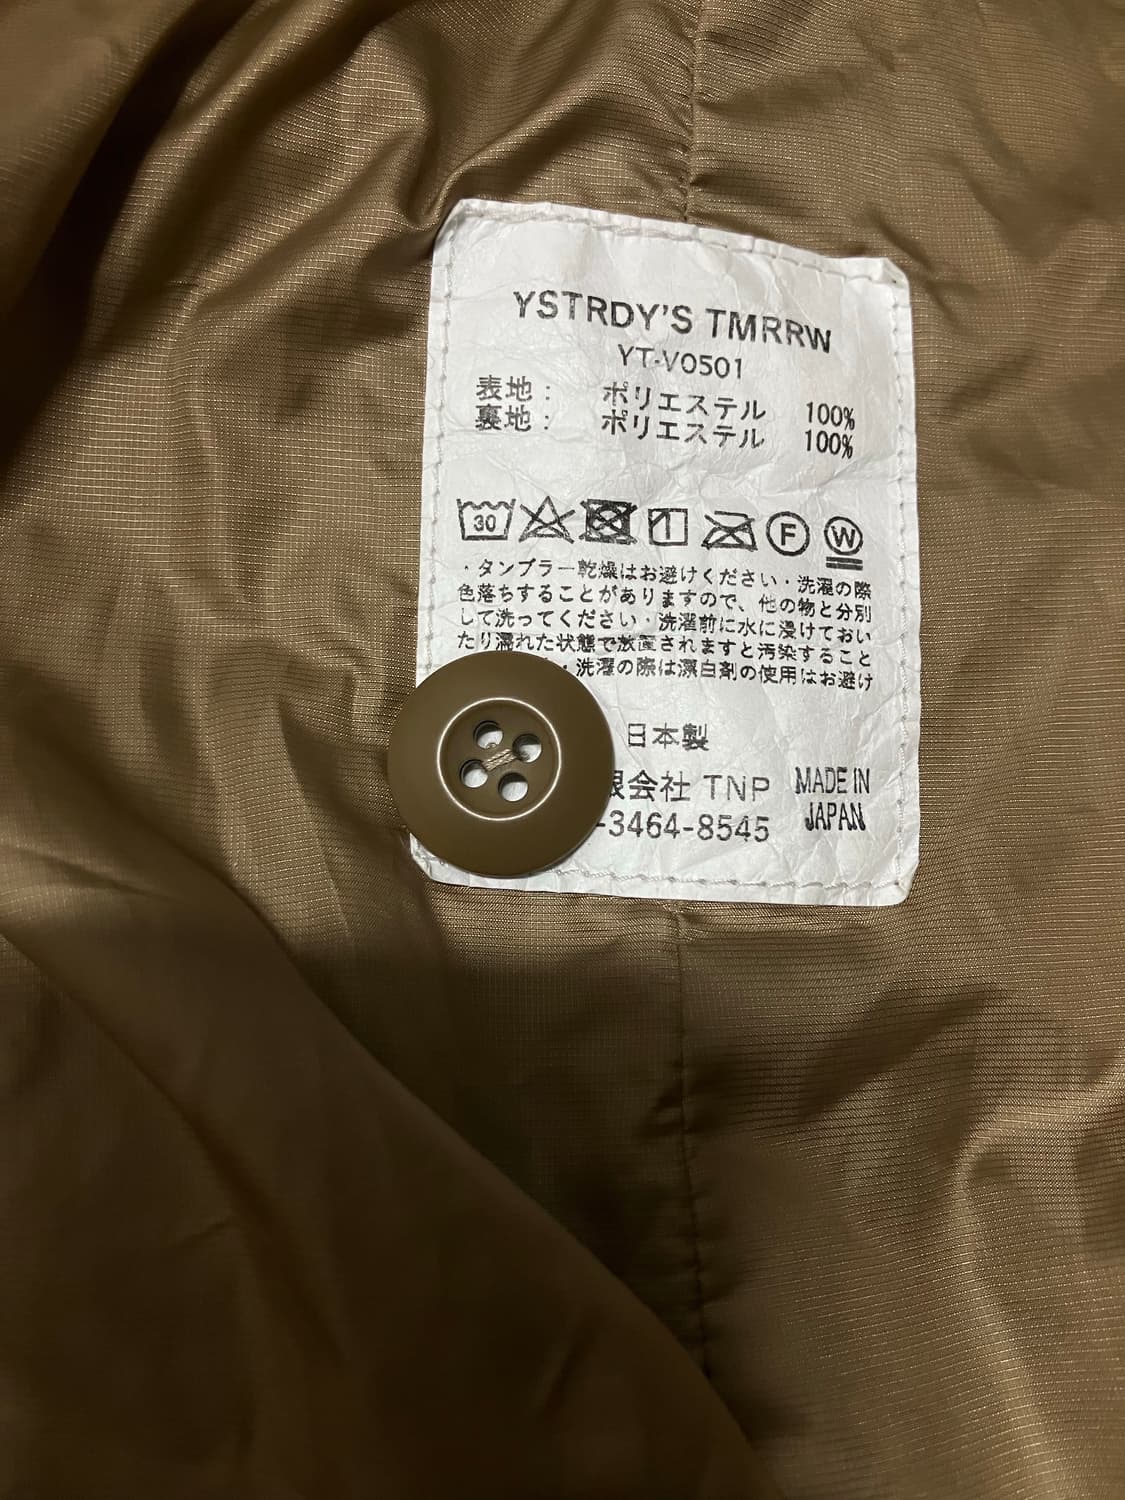 YSTRDY'S TMRRW
YT-V0501
表地： ポリエステル 100%
裏地： ポリエステル 100%
30 F W
・タンブラー乾燥はお避けください・洗濯の際
色落ちすることがありますので、他の物と分別
して洗ってください・洗濯前に水に浸けておい
たり濡れた状態で放置されますと汚染すること
・洗濯の際は漂白剤の使用はお避け
日本製
限会社 TNP MADE IN
-3464-8545 JAPAN